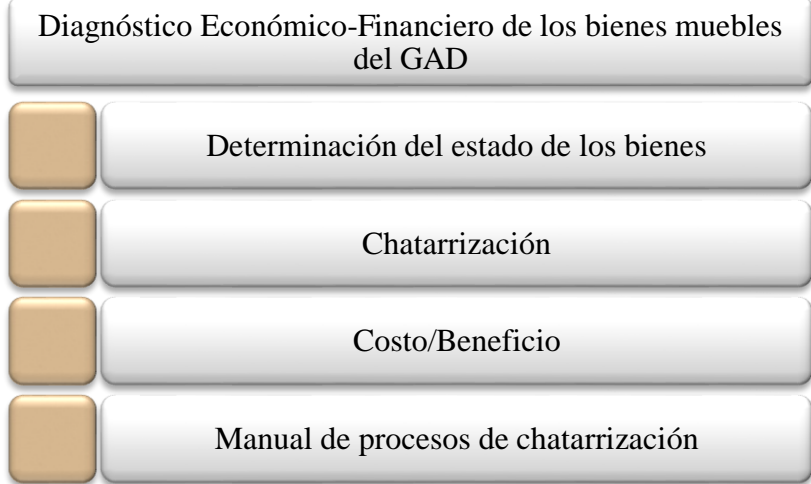 Diagnóstico Económico-Financiero de los bienes muebles
del GAD
Determinación del estado de los bienes
Chatarrización
Costo/Beneficio
Manual de procesos de chatarrización